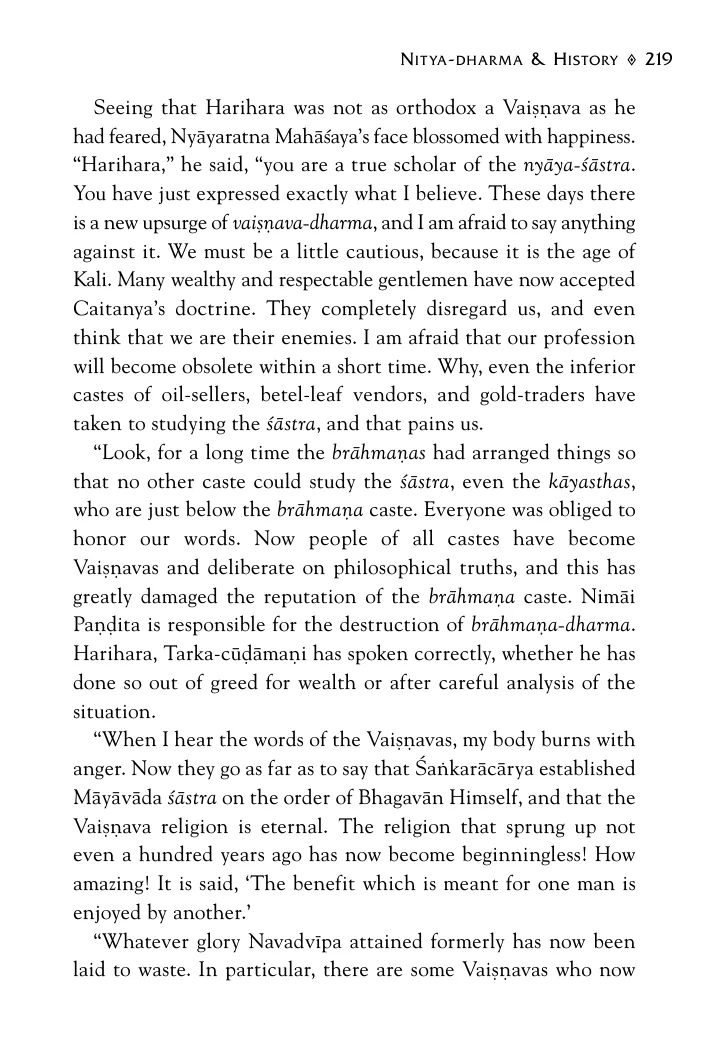 Nitya-dharma & History ◊ 219
Seeing that Harihara was not as orthodox a Vaiṣṇava as he
had feared, Nyāyaratna Mahāśaya’s face blossomed with happiness.
“Harihara,” he said, “you are a true scholar of the nyāya-śāstra.
You have just expressed exactly what I believe. These days there
is a new upsurge of vaiṣṇava-dharma, and I am afraid to say anything
against it. We must be a little cautious, because it is the age of
Kali. Many wealthy and respectable gentlemen have now accepted
Caitanya’s doctrine. They completely disregard us, and even
think that we are their enemies. I am afraid that our profession
will become obsolete within a short time. Why, even the inferior
castes of oil-sellers, betel-leaf vendors, and gold-traders have
taken to studying the śāstra, and that pains us.
“Look, for a long time the brāhmaṇas had arranged things so
that no other caste could study the śāstra, even the kāyasthas,
who are just below the brāhmaṇa caste. Everyone was obliged to
honor our words. Now people of all castes have become
Vaiṣṇavas and deliberate on philosophical truths, and this has
greatly damaged the reputation of the brāhmaṇa caste. Nimāi
Paṇḍita is responsible for the destruction of brāhmaṇa-dharma.
Harihara, Tarka-cūḍāmaṇi has spoken correctly, whether he has
done so out of greed for wealth or after careful analysis of the
situation.
“When I hear the words of the Vaiṣṇavas, my body burns with
anger. Now they go as far as to say that Śaṅkarācārya established
Māyāvāda śāstra on the order of Bhagavān Himself, and that the
Vaiṣṇava religion is eternal. The religion that sprung up not
even a hundred years ago has now become beginningless! How
amazing! It is said, ‘The benefit which is meant for one man is
enjoyed by another.’
“Whatever glory Navadvīpa attained formerly has now been
laid to waste. In particular, there are some Vaiṣṇavas who now